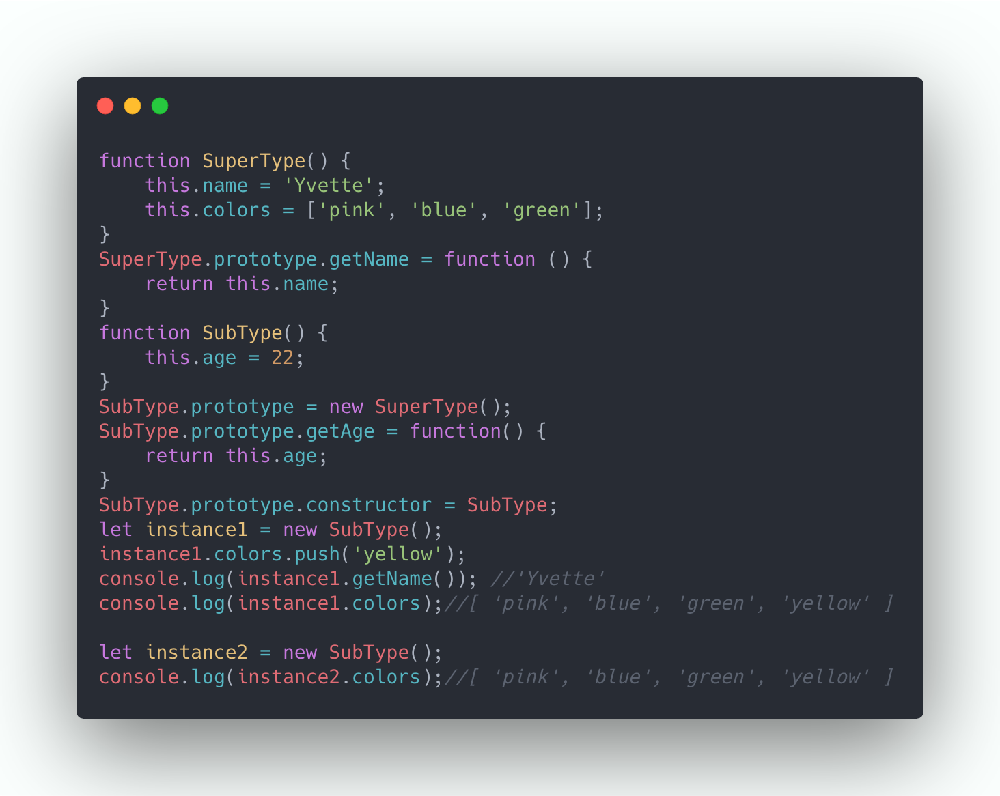 function SuperType() {
    this.name = 'Yvette';
    this.colors = ['pink', 'blue', 'green'];
}
SuperType.prototype.getName = function () {
    return this.name;
}
function SubType() {
    this.age = 22;
}
SubType.prototype = new SuperType();
SubType.prototype.getAge = function() {
    return this.age;
}
SubType.prototype.constructor = SubType;
let instance1 = new SubType();
instance1.colors.push('yellow');
console.log(instance1.getName()); //'Yvette'
console.log(instance1.colors);//[ 'pink', 'blue', 'green', 'yellow' ]

let instance2 = new SubType();
console.log(instance2.colors);//[ 'pink', 'blue', 'green', 'yellow' ]